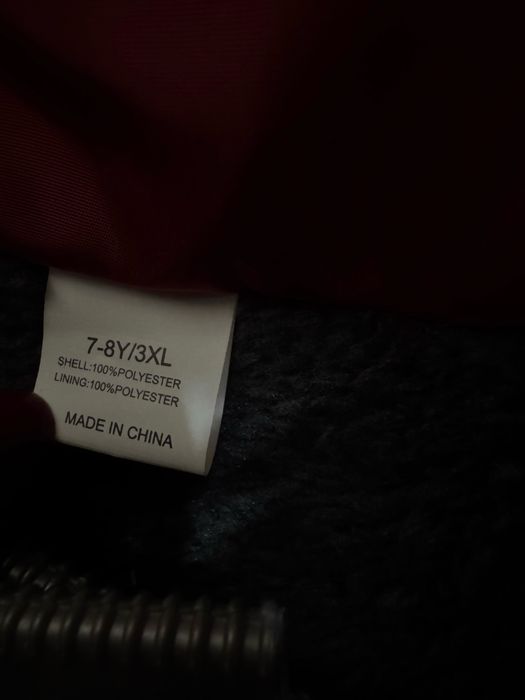 7-8Y/3XL
SHELL:100%POLYESTER
LINING:100%POLYESTER
MADE IN CHINA